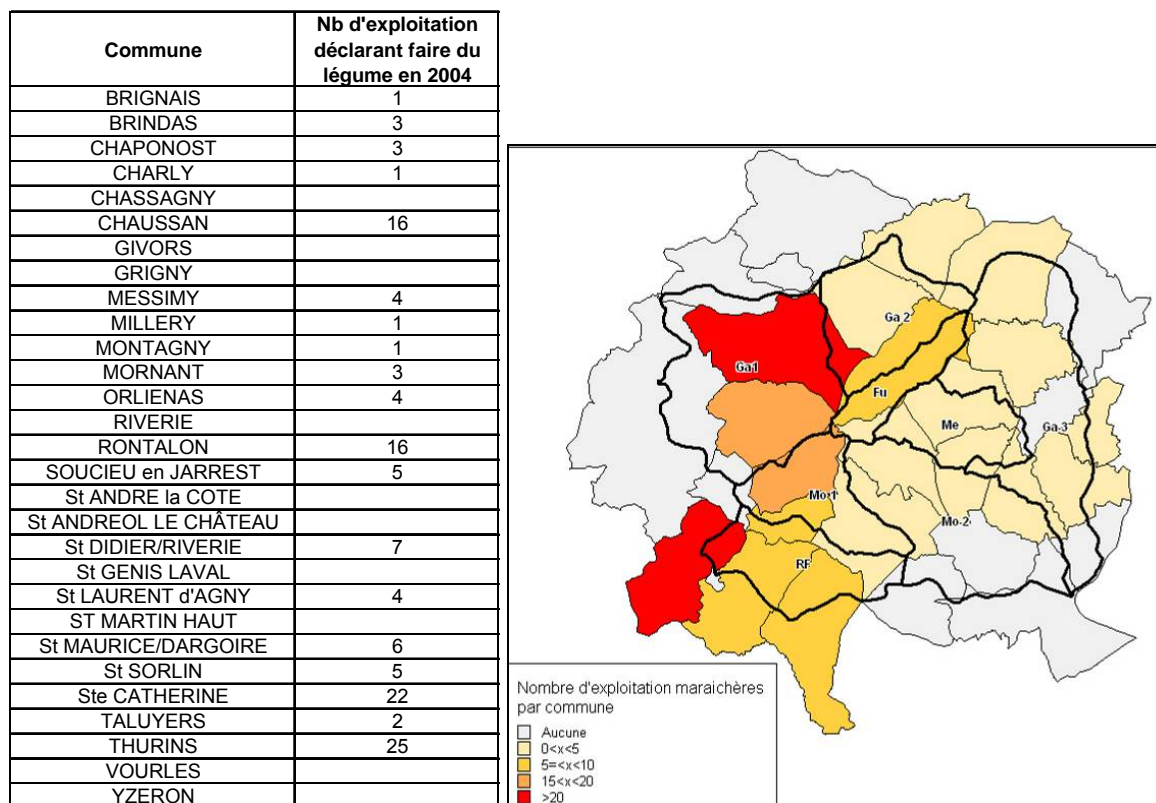 Commune Nb d'exploitation déclarant faire du légume en 2004
BRIGNAIS 1
BRINDAS 3
CHAPONOST 3
CHARLY 1
CHASSAGNY
CHAUSSAN 16
GIVORS
GRIGNY
MESSIMY 4
MILLERY 1
MONTAGNY 1
MORNANT 3
ORLIENAS 4
RIVERIE
RONTALON 16
SOUCIEU en JARREST 5
St ANDRE la COTE
St ANDREOL LE CHÂTEAU
St DIDIER/RIVERIE 7
St GENIS LAVAL
St LAURENT d'AGNY 4
ST MARTIN HAUT
St MAURICE/DARGOIRE 6
St SORLIN 5
Ste CATHERINE 22
TALUYERS 2
THURINS 25
VOURLES
YZERON
Ga 2
Ga1
Fu
Me
Ga-3
Mo-1
Mo-2
RF
Nombre d'exploitation maraichères
par commune
Aucune
0<x<5
5=<x<10
15<x<20
>20